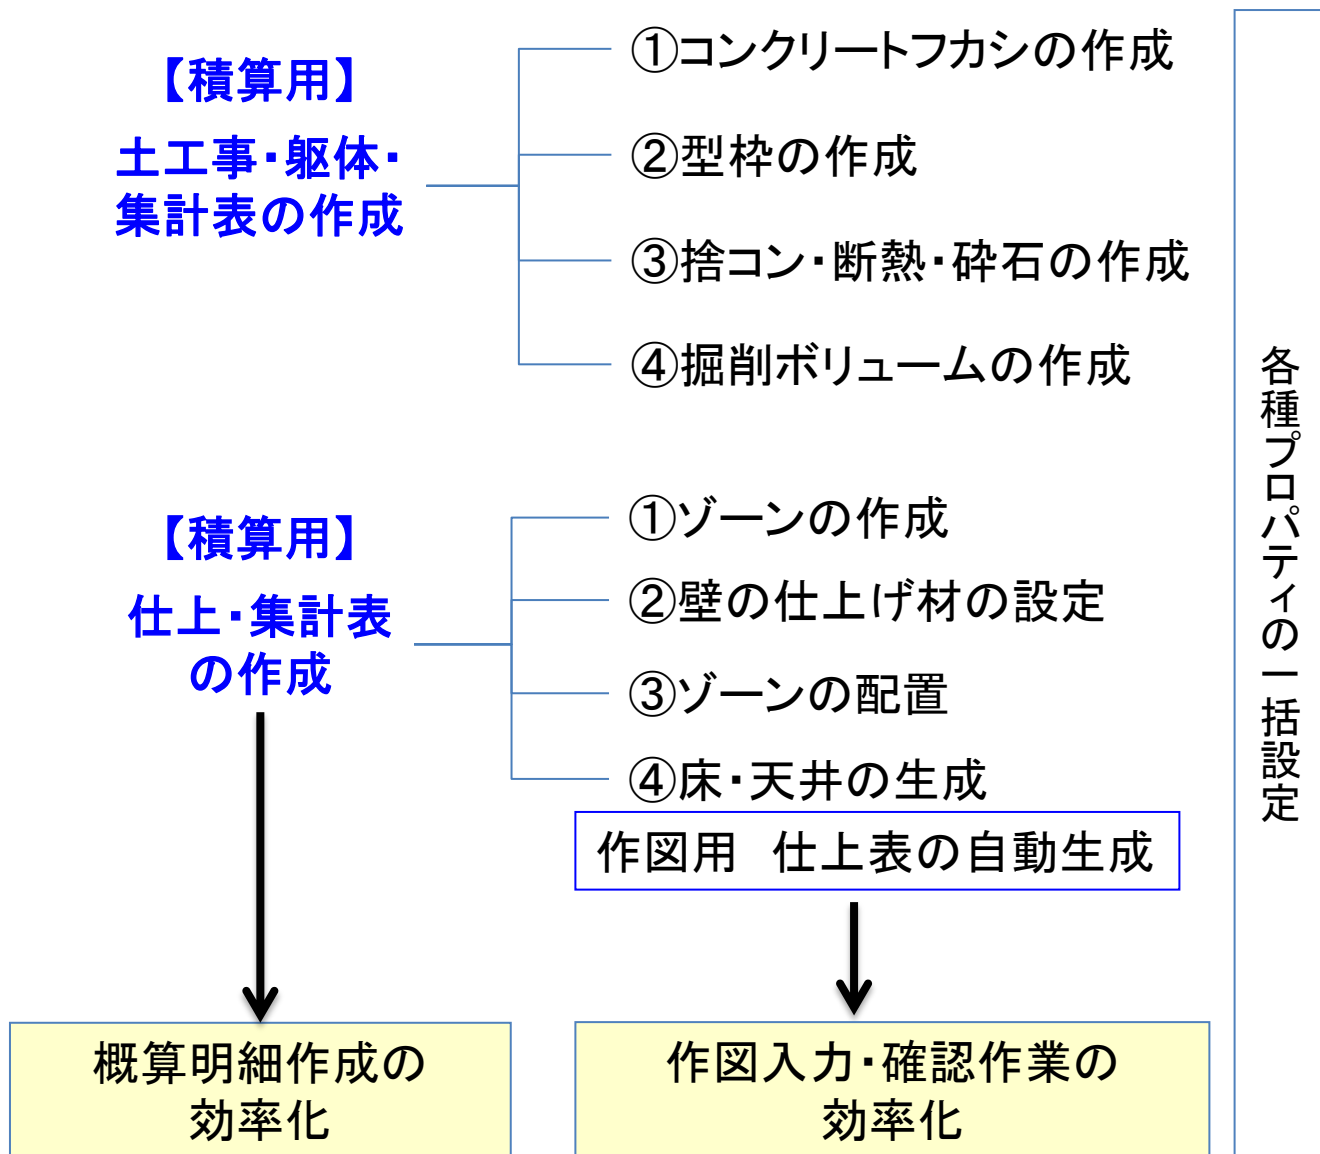 【積算用】
土工事・躯体・
集計表の作成
①コンクリートフカシの作成
②型枠の作成
③捨コン・断熱・砕石の作成
④掘削ボリュームの作成
【積算用】
仕上・集計表
の作成
①ゾーンの作成
②壁の仕上げ材の設定
③ゾーンの配置
④床・天井の生成
作図用　仕上表の自動生成
概算明細作成の
効率化
作図入力・確認作業の
効率化
各種プロパティの一括設定